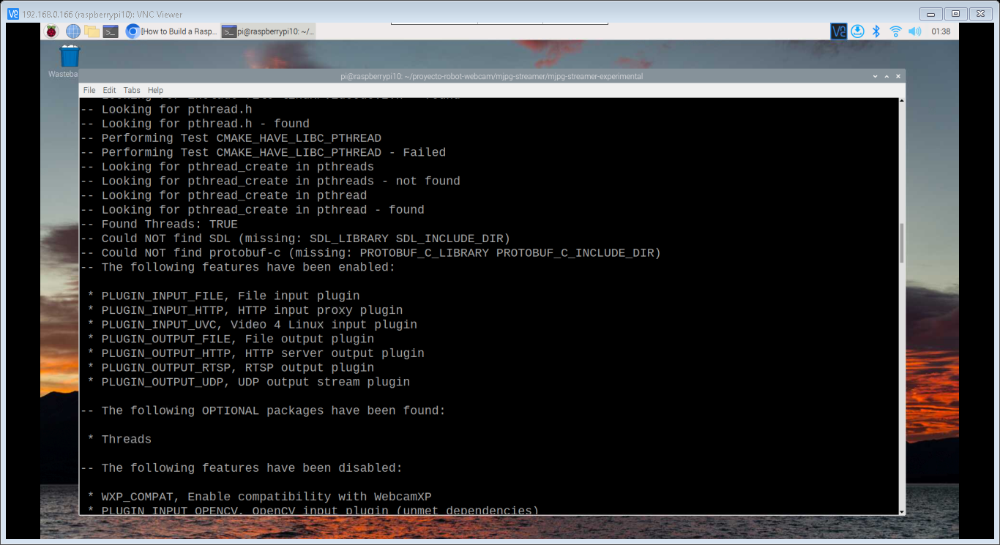 192.168.0.166 (raspberrypi10): VNC Viewer
[How to Build a Rasp...
pi@raspberrypi10: ~/...
01:38
Wasteba
pi@raspberrypi10: ~/proyecto-robot-webcam/mjpg-streamer/mjpg-streamer-experimental
File Edit Tabs Help
-- Looking for pthread.h
-- Looking for pthread.h - found
-- Performing Test CMAKE_HAVE_LIBC_PTHREAD
-- Performing Test CMAKE_HAVE_LIBC_PTHREAD - Failed
-- Looking for pthread_create in pthreads
-- Looking for pthread_create in pthreads - not found
-- Looking for pthread_create in pthread
-- Looking for pthread_create in pthread - found
-- Found Threads: TRUE
-- Could NOT find SDL (missing: SDL_LIBRARY SDL_INCLUDE_DIR)
-- Could NOT find protobuf-c (missing: PROTOBUF_C_LIBRARY PROTOBUF_C_INCLUDE_DIR)
-- The following features have been enabled:
* PLUGIN_INPUT_FILE, File input plugin
* PLUGIN_INPUT_HTTP, HTTP input proxy plugin
* PLUGIN_INPUT_UVC, Video 4 Linux input plugin
* PLUGIN_OUTPUT_FILE, File output plugin
* PLUGIN_OUTPUT_HTTP, HTTP server output plugin
* PLUGIN_OUTPUT_RTSP, RTSP output plugin
* PLUGIN_OUTPUT_UDP, UDP output stream plugin
-- The following OPTIONAL packages have been found:
* Threads
-- The following features have been disabled:
* WXP_COMPAT, Enable compatibility with WebcamXP
* PLUGIN_INPUT_OPENCV, OpenCV input plugin (unmet dependencies)